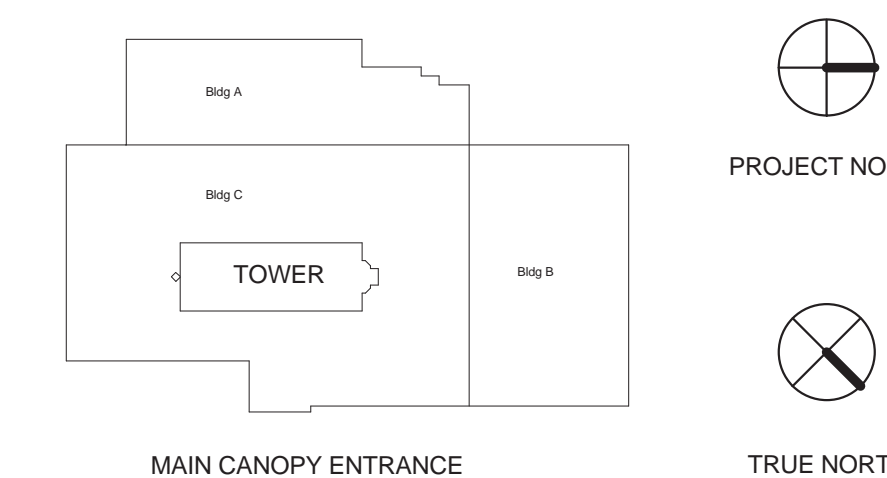 Bldg A
PROJECT NO
Bldg C
TOWER
Bldg B
MAIN CANOPY ENTRANCE
TRUE NORT